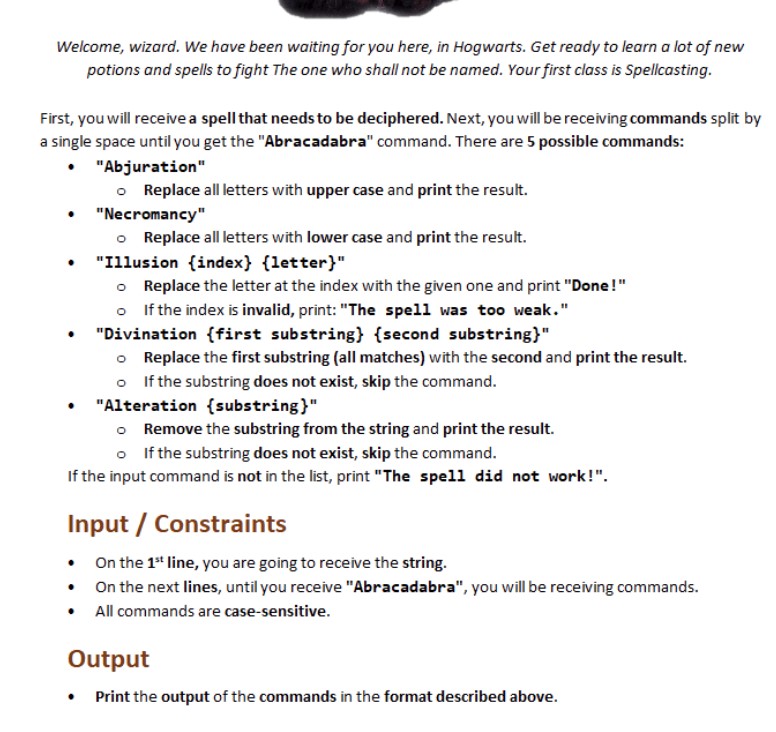 Welcome, wizard. We have been waiting for you here, in Hogwarts. Get ready to learn a lot of new
potions and spells to fight The one who shall not be named. Your first class is Spellcasting.
First, you will receive a spell that needs to be deciphered. Next, you will be receiving commands split by
a single space until you get the "Abracadabra" command. There are 5 possible commands:
• "Abjuration"
o Replace all letters with upper case and print the result.
• "Necromancy"
o Replace all letters with lower case and print the result.
• "Illusion {index} {letter}"
o Replace the letter at the index with the given one and print "Done!"
o If the index is invalid, print: "The spell was too weak."
• "Divination {first substring} {second substring}"
o Replace the first substring (all matches) with the second and print the result.
o If the substring does not exist, skip the command.
• "Alteration {substring}"
o Remove the substring from the string and print the result.
o If the substring does not exist, skip the command.
If the input command is not in the list, print "The spell did not work!".
Input / Constraints
• On the 1st line, you are going to receive the string.
• On the next lines, until you receive "Abracadabra", you will be receiving commands.
• All commands are case-sensitive.
Output
• Print the output of the commands in the format described above.